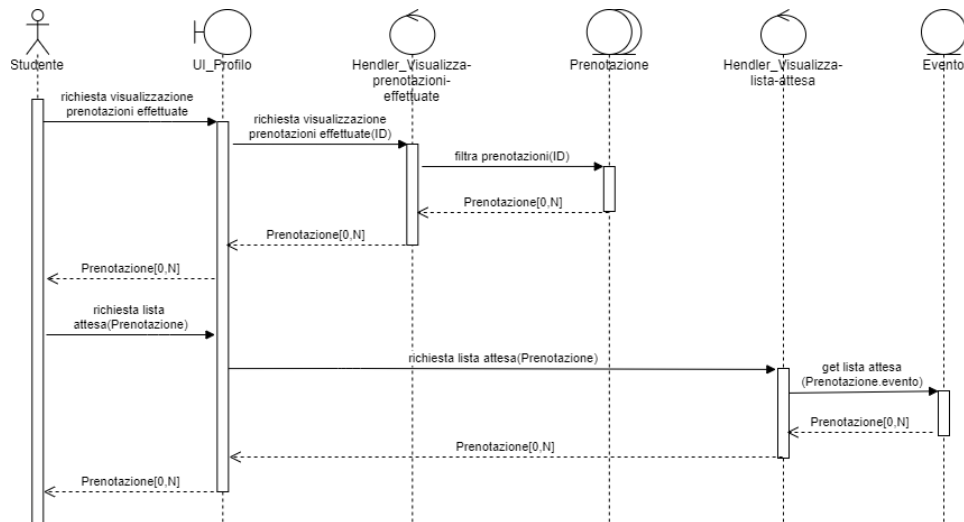 Studente
UI_Profilo
Hendler_Visualizza-
prenotazioni-
effettuate
Prenotazione
Hendler_Visualizza-
lista-attesa
Evento
richiesta visualizzazione
prenotazioni effettuate
richiesta visualizzazione
prenotazioni effettuate(ID)
filtra prenotazioni(ID)
Prenotazione[0,N]
Prenotazione[0,N]
Prenotazione[0,N]
richiesta lista
attesa(Prenotazione)
richiesta lista attesa(Prenotazione)
get lista attesa
(Prenotazione.evento)
Prenotazione[0,N]
Prenotazione[0,N]
Prenotazione[0,N]